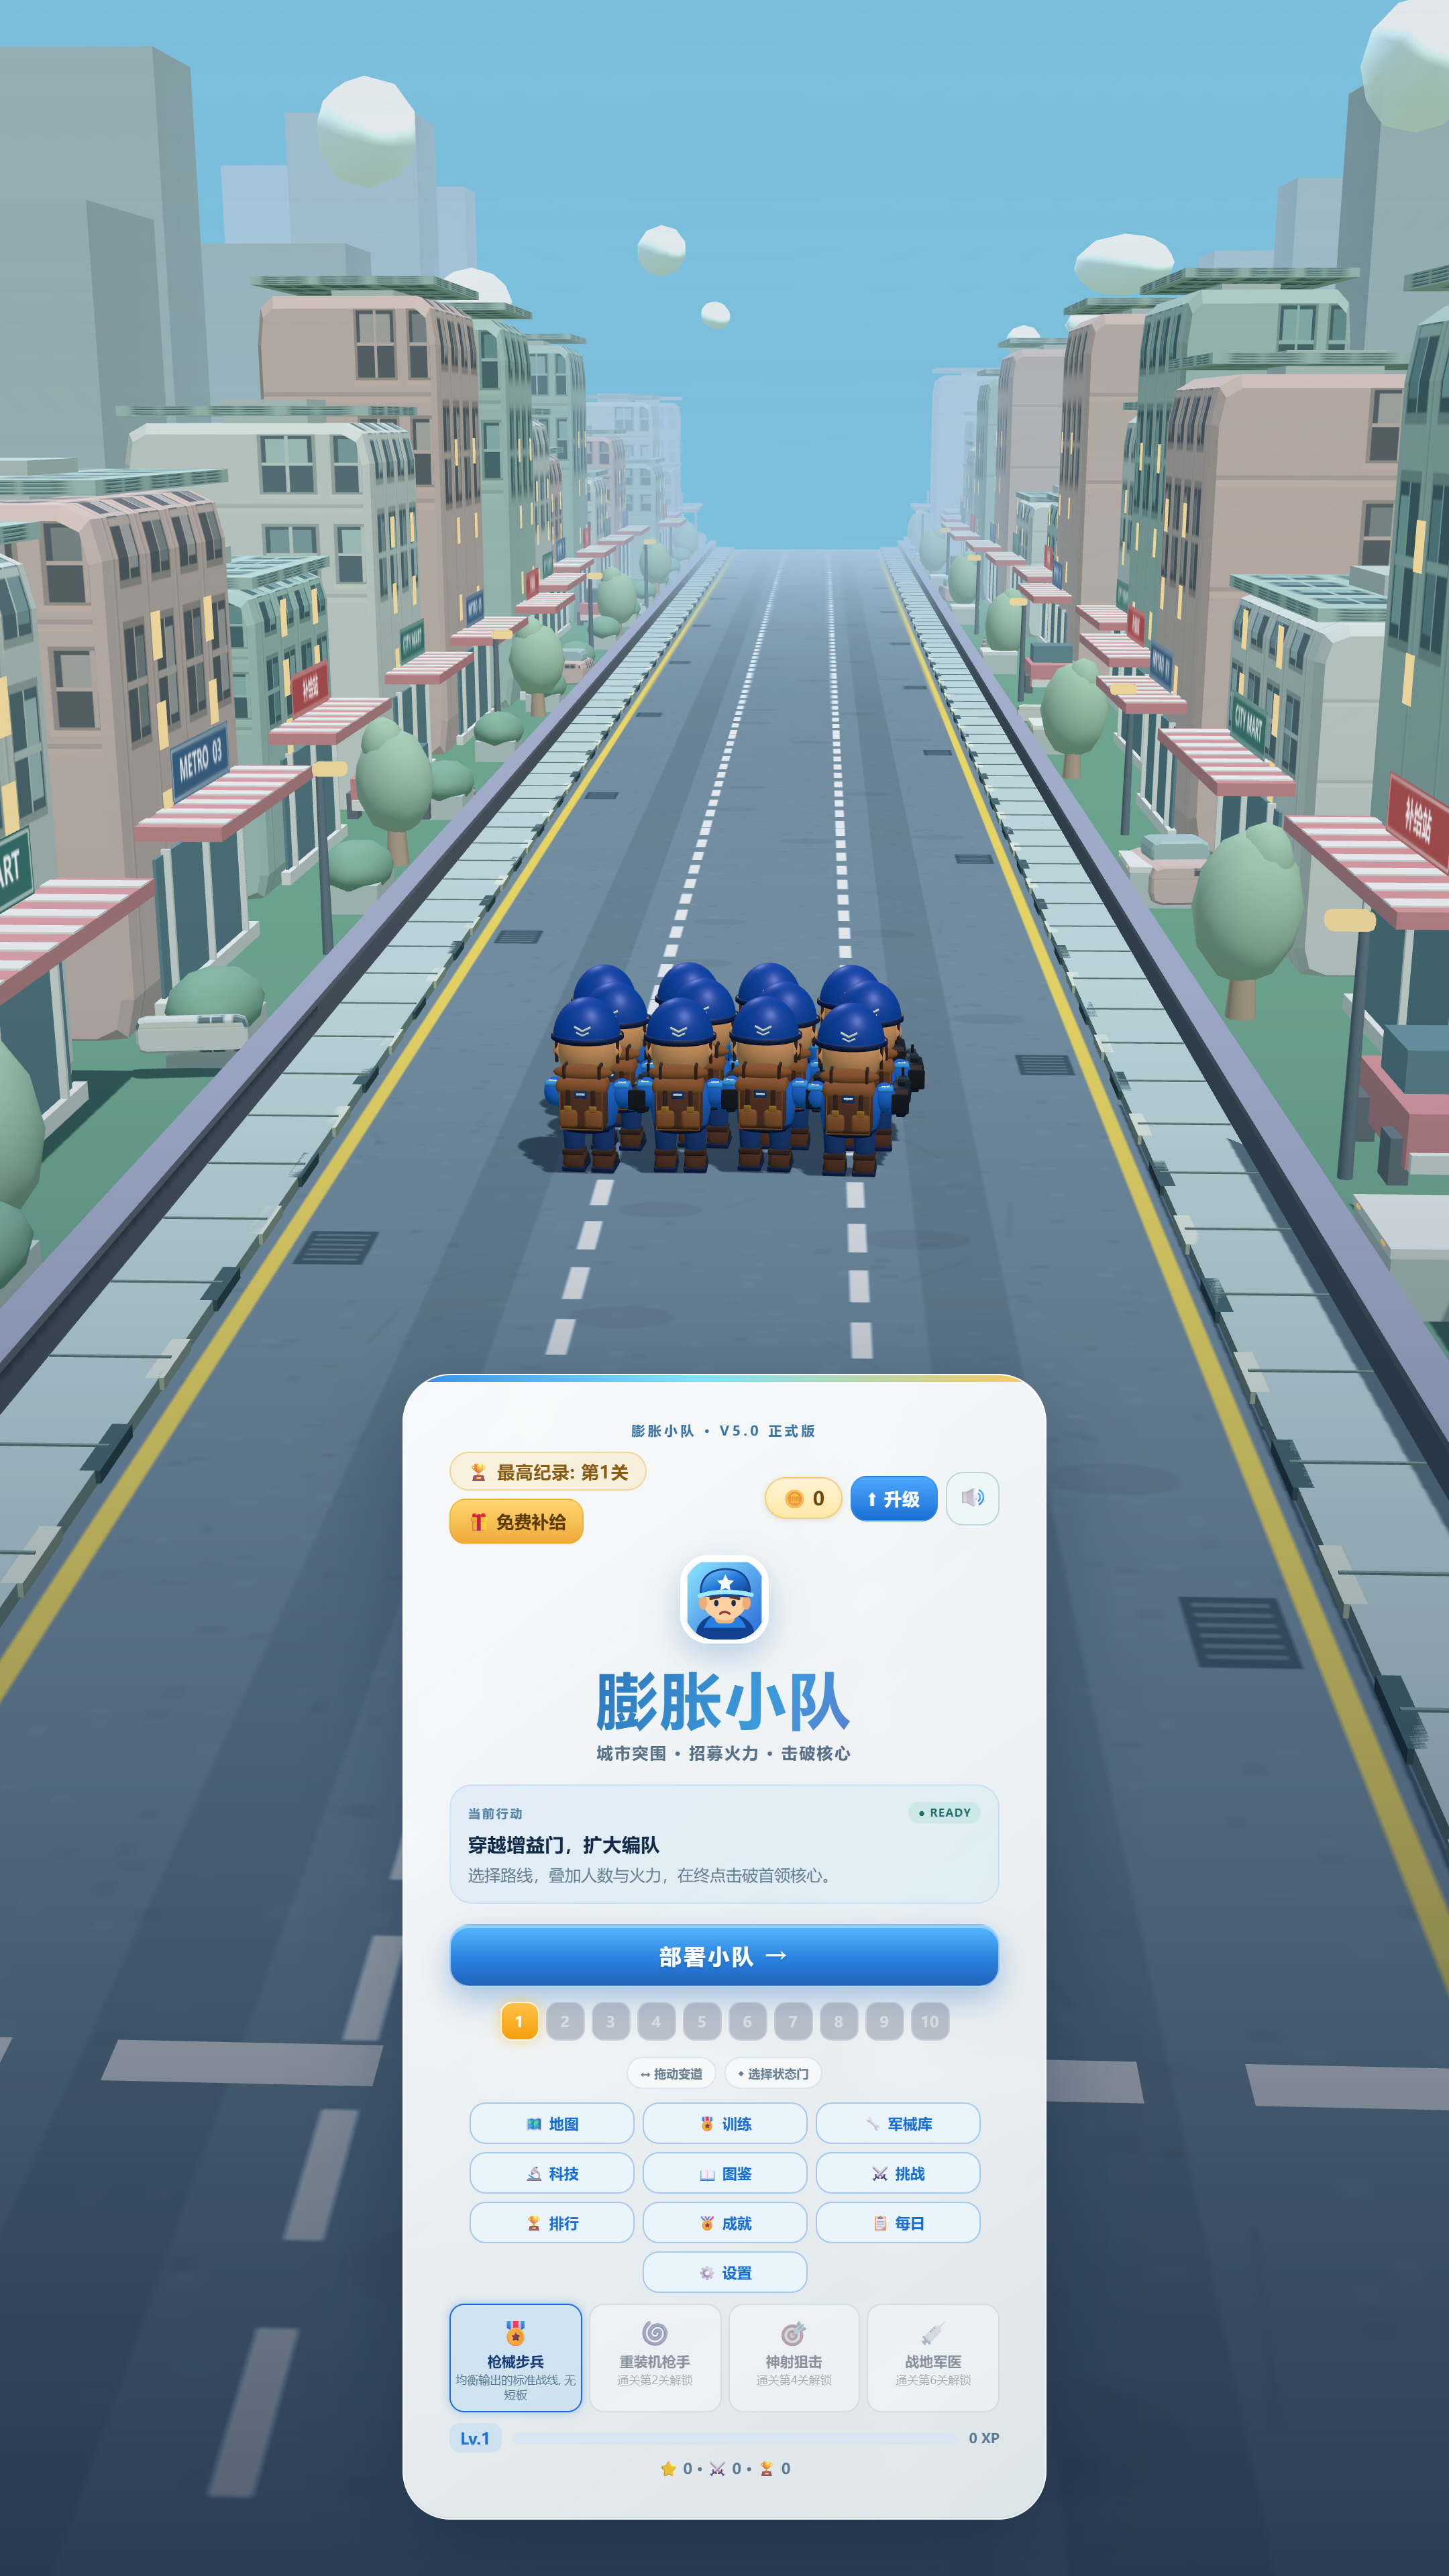 补给站
METRO 03
ART
CITY MART
METRO 03
补给站
膨胀小队 • V5.0 正式版
最高纪录: 第1关
免费补给
0
⬆ 升级
膨胀小队
城市突围 • 招募火力 • 击破核心
当前行动
● READY
穿越增益门，扩大编队
选择路线，叠加人数与火力，在终点击破首领核心。
部署小队 →
1 2 3 4 5 6 7 8 9 10
↔ 拖动变道
◆ 选择状态门
地图 训练 军械库
科技 图鉴 挑战
排行 成就 每日
设置
枪械步兵
均衡输出的标准战线, 无
短板
重装机枪手
通关第2关解锁
神射狙击
通关第4关解锁
战地军医
通关第6关解锁
Lv.1
0 XP
0 • 0 • 0